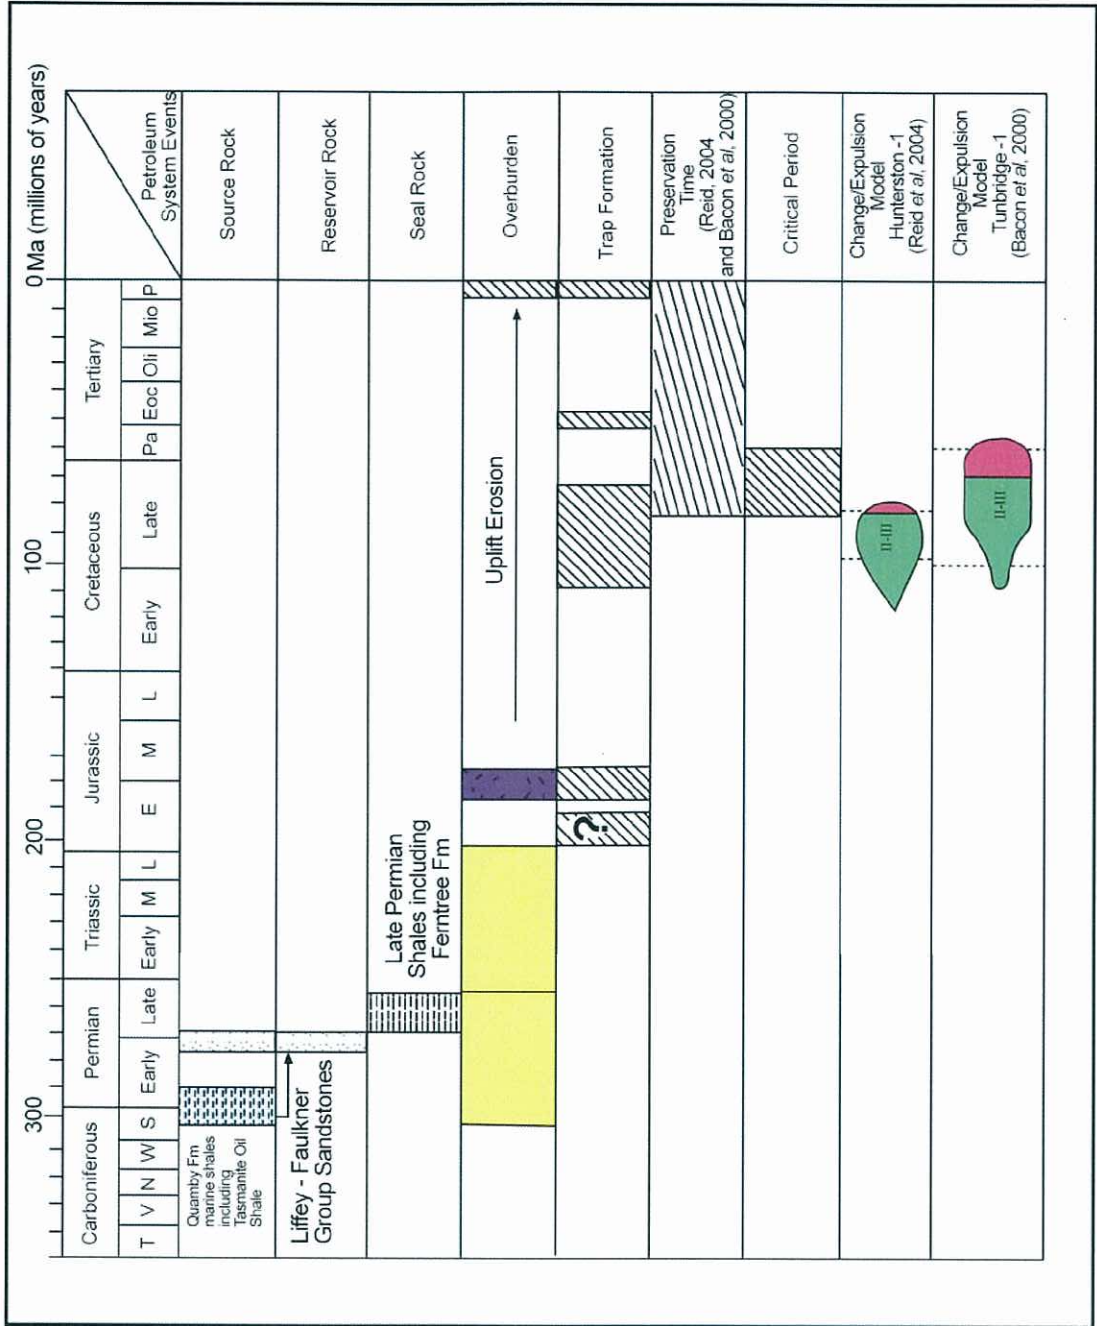 0 Ma (millions of years)
100
200
300
Petroleum
System Events
Tertiary
Cretaceous
Jurassic
Triassic
Permian
Carboniferous
P
Mio
Oli
Eoc
Pa
Late
Early
L
M
E
L
M
Early
Late
Early
S
W
N
V
T
Source Rock
Quamby Fm
marine shales
including
Tasmanite Oil
Shale
Reservoir Rock
Liffey - Faulkner
Group Sandstones
Seal Rock
Late Permian
Shales including
Ferntree Fm
Overburden
Uplift Erosion
Trap Formation
?
Preservation
Time
(Reid, 2004
and Bacon et al, 2000)
Critical Period
Change/Expulsion
Model
Hunterston -1
(Reid et al, 2004)
II-III
Change/Expulsion
Model
Tunbridge -1
(Bacon et al, 2000)
II-III